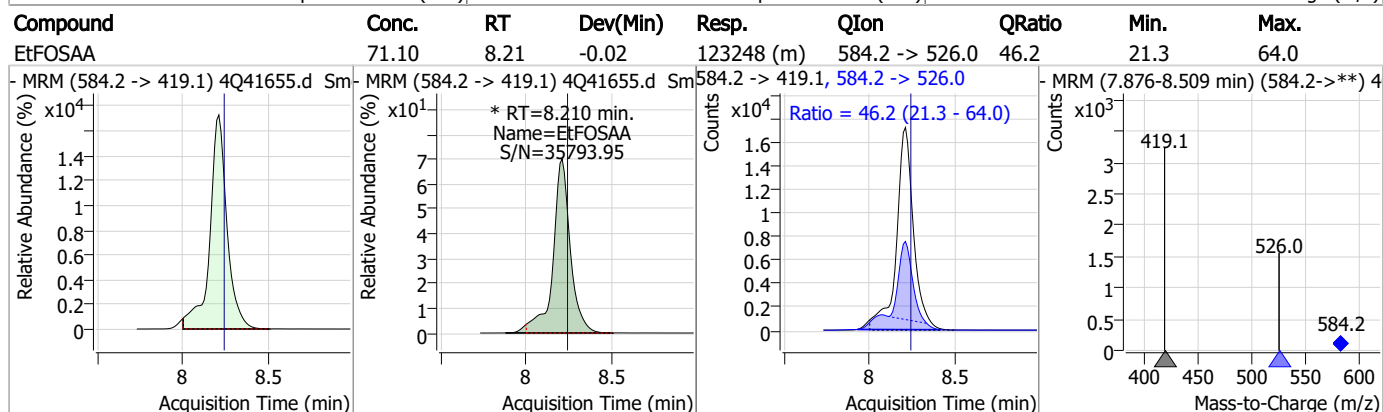 Compound Conc. RT Dev(Min) Resp. QIon QRatio Min. Max.
EtFOSAA 71.10 8.21 -0.02 123248 (m) 584.2 -> 526.0 46.2 21.3 64.0
- MRM (584.2 -> 419.1) 4Q41655.d Sm
Relative Abundance (%)
x10⁴
1.4
1.2
1
0.8
0.6
0.4
0.2
0
8 8.5
Acquisition Time (min)
- MRM (584.2 -> 419.1) 4Q41655.d Sm
Relative Abundance (%)
x10¹
* RT=8.210 min.
Name=EtFOSAA
S/N=35793.95
7
6
5
4
3
2
1
0
8 8.5
Acquisition Time (min)
584.2 -> 419.1, 584.2 -> 526.0
Counts
x10⁴
Ratio = 46.2 (21.3 - 64.0)
1.6
1.4
1.2
1
0.8
0.6
0.4
0.2
0
8 8.5
Acquisition Time (min)
- MRM (7.876-8.509 min) (584.2->**) 4
Counts
x10³
419.1
3
2.5
2
526.0
1.5
1
0.5
584.2
0
400 450 500 550 600
Mass-to-Charge (m/z)